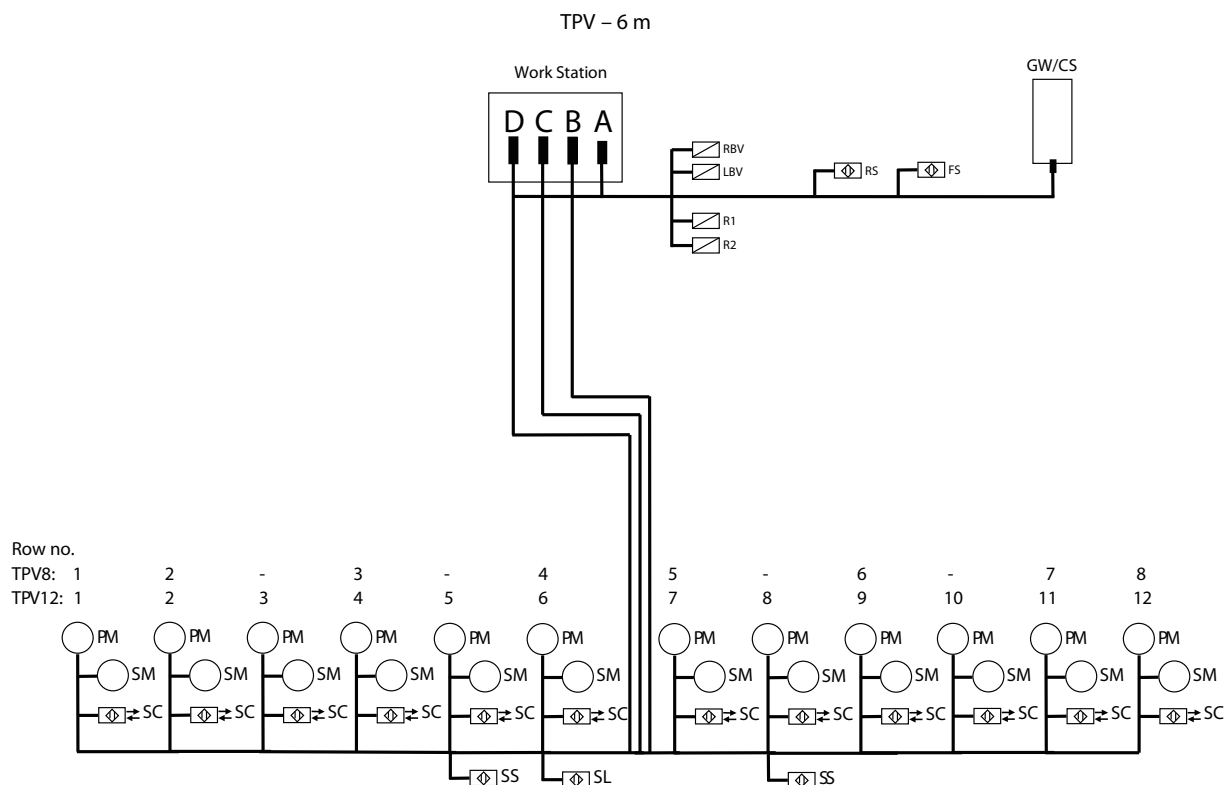 TPV – 6 m
Work Station
GW/CS
D C B A
RBV
LBV
RS
FS
R1
R2
Row no.
TPV8: 1 2 - 3 - 4 5 - 6 - 7 8
TPV12: 1 2 3 4 5 6 7 8 9 10 11 12
PM PM PM PM PM PM PM PM PM PM PM PM
SM SM SM SM SM SM SM SM SM SM SM SM
SC SC SC SC SC SC SC SC SC SC SC SC
SS SL SS